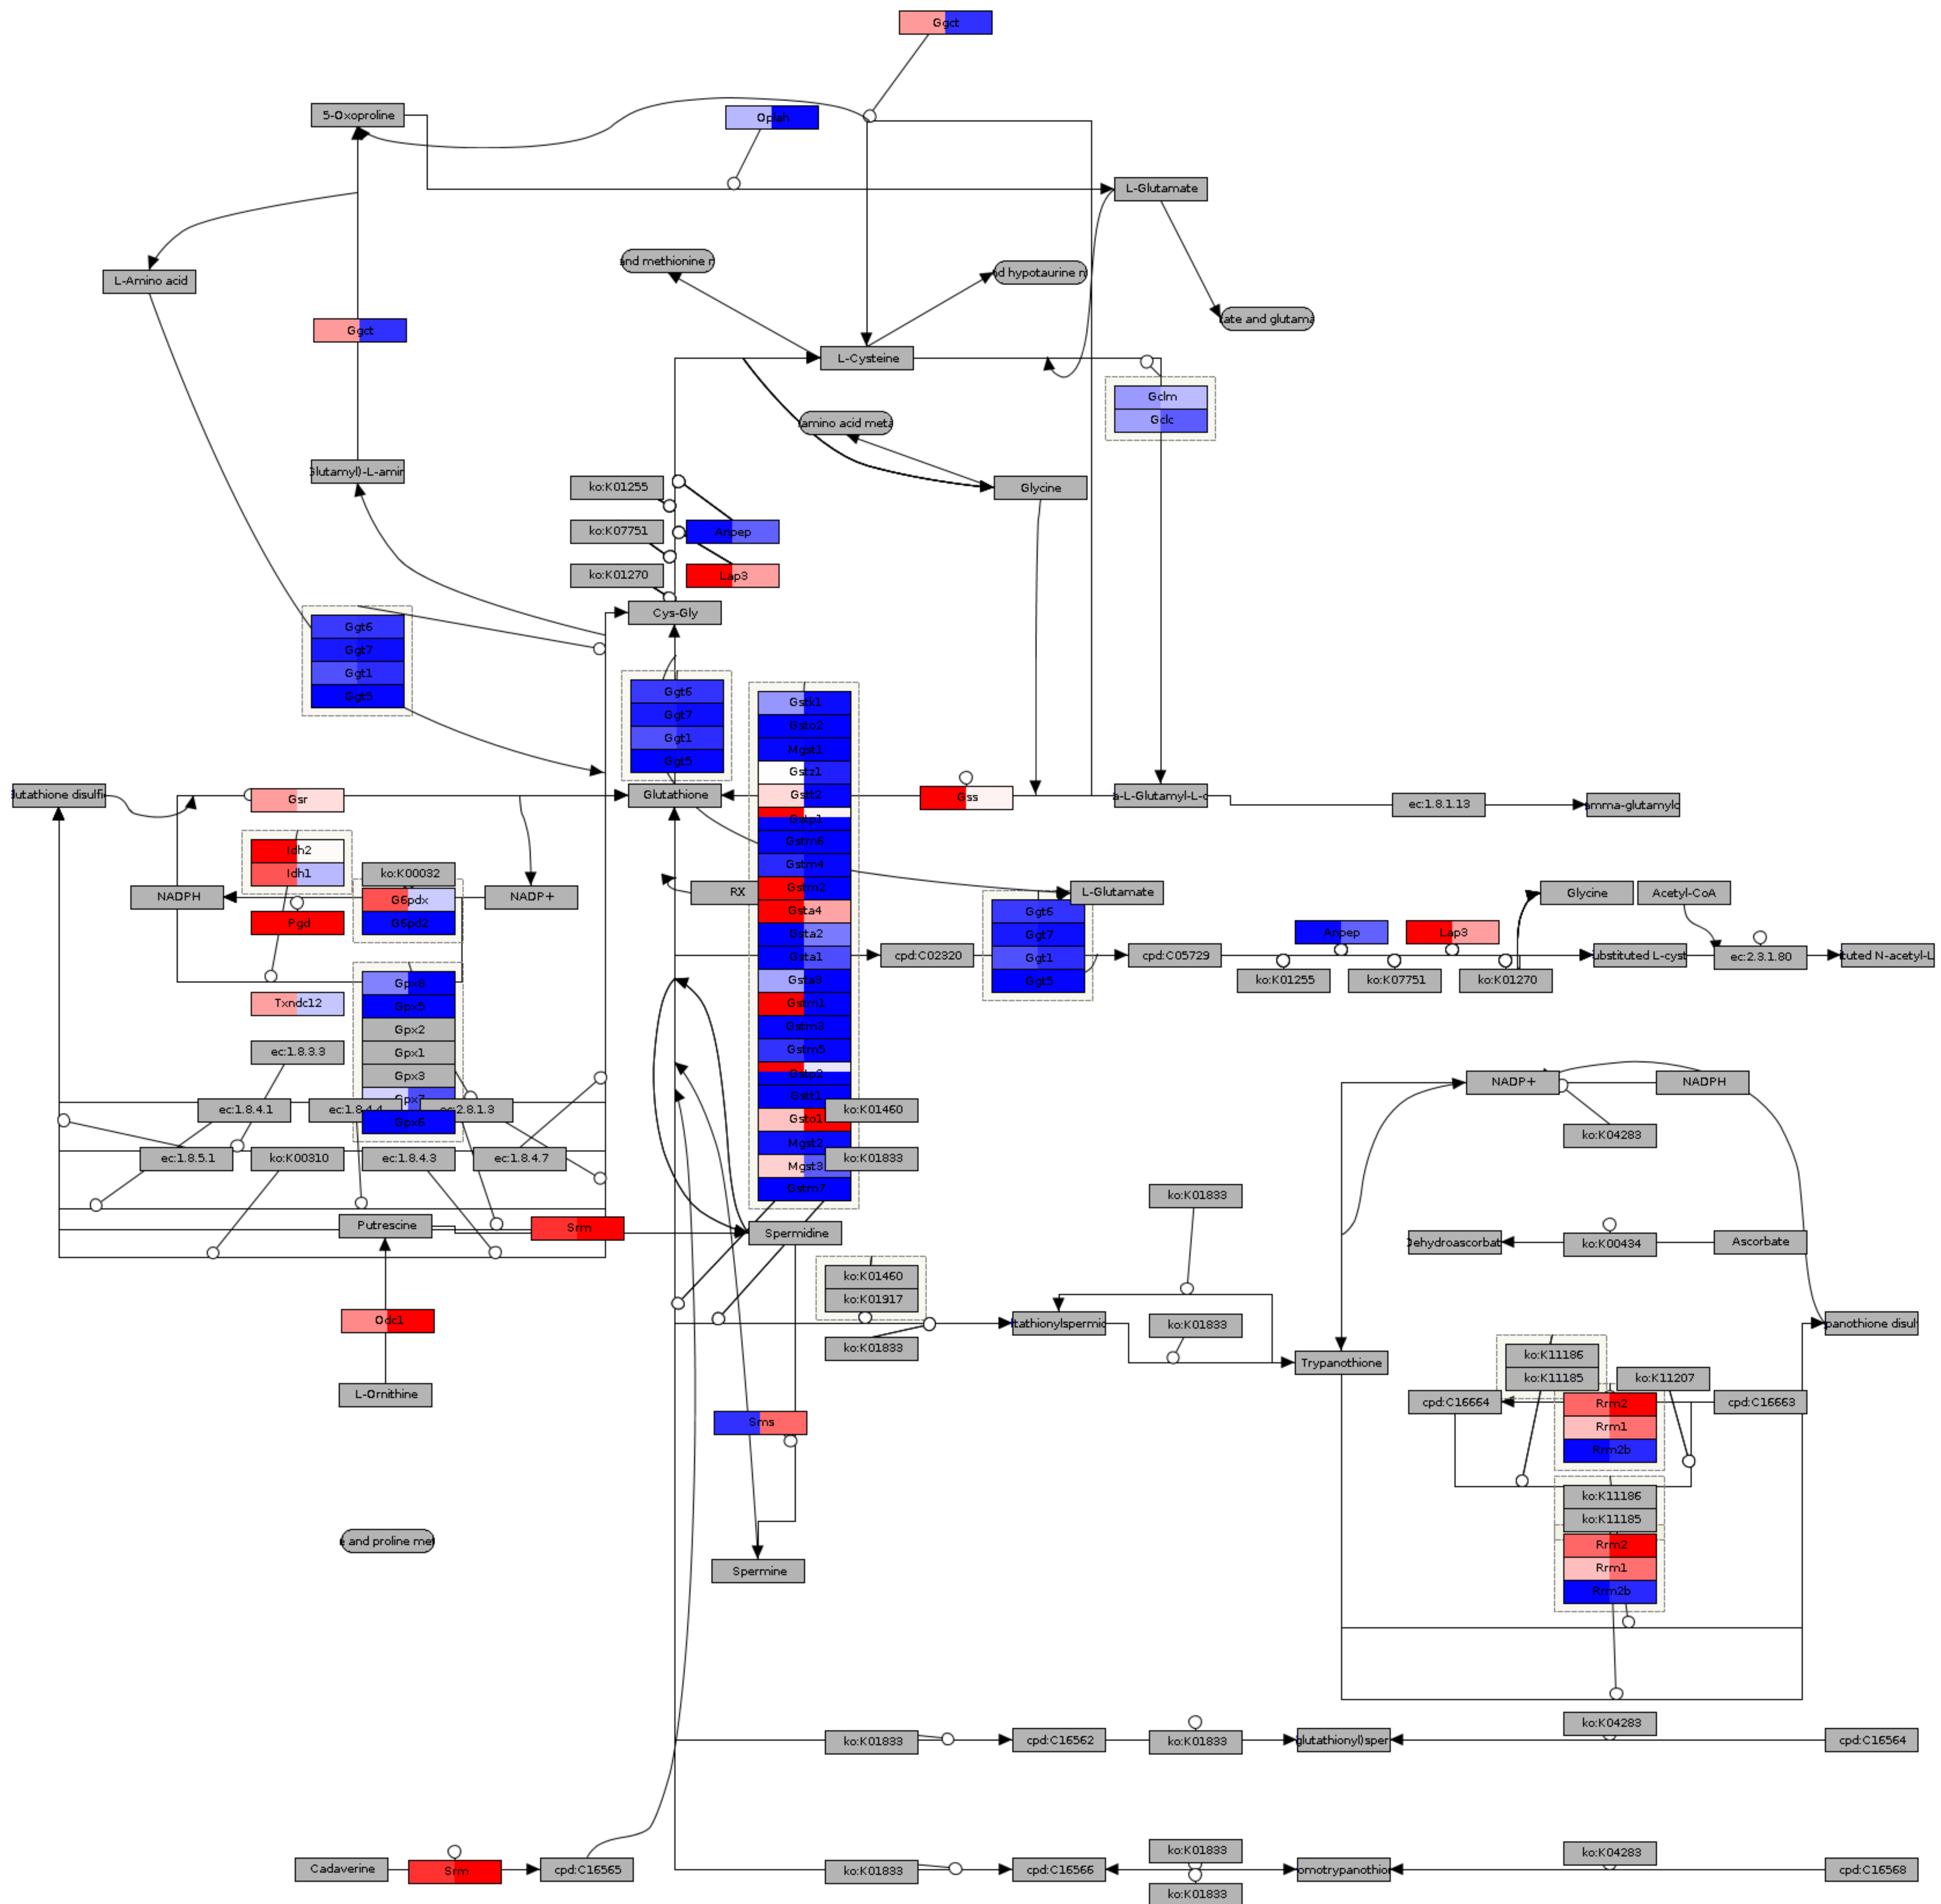 Ggct
5-Oxoproline
Oplah
L-Glutamate
and methionine
L-Amino acid
hypotaurine
Ggct
ate and glutama
L-Cysteine
Gclm
Gclc
amino acid meta
lutamyl)-L-amin
ko:K01255
Glycine
ko:K07751
Anpep
ko:K01270
Lap3
Cys-Gly
Ggt6
Ggt7
Ggt1
Ggt5
Ggt6
Ggt7
Ggt1
Ggt5
Gstk1
Gsto2
Mgst1
Gstz1
Gstt2
Gstp1
Gstm6
Gstm4
Gstm2
Gsta4
Gsta2
Gsta1
Gsta3
Gstm1
Gstm3
Gstm5
Gstp2
Gstt1
Gsto1
Mgst2
Mgst3
Gstm7
utathione disulfi
Gsr
Glutathione
Gss
a-L-Glutamyl-L-c
ec:1.8.1.13
amma-glutamylc
Idh2
Idh1
ko:K00032
NADPH
G6pdx
G6pd2
NADP+
Pgd
RX
L-Glutamate
Glycine
Acetyl-CoA
Ggt6
Ggt7
Ggt1
Ggt5
Anpep
Lap3
cpd:C02320
cpd:C05729
ubstituted L-cyst
ec:2.3.1.80
tuted N-acetyl-L
ko:K01255
ko:K07751
ko:K01270
Txndc12
Gpx8
Gpx5
Gpx2
Gpx1
Gpx3
Gpx7
Gpx6
ec:1.8.3.3
ec:1.8.4.1
ec:1.8.4.4
ec:2.8.1.3
ec:1.8.5.1
ko:K00310
ec:1.8.4.3
ec:1.8.4.7
ko:K01460
ko:K01833
NADP+
NADPH
ko:K04283
Putrescine
Srm
Spermidine
ko:K01833
Dehydroascorbat
ko:K00434
Ascorbate
ko:K01460
ko:K01917
ko:K01833
Odc1
tathionylspermid
ko:K01833
panothione disul
Trypanothione
L-Ornithine
ko:K11186
ko:K11185
ko:K11207
cpd:C16664
Rrm2
Rrm1
Rrm2b
cpd:C16663
Sms
ko:K11186
ko:K11185
Rrm2
Rrm1
Rrm2b
e and proline met
Spermine
ko:K04283
ko:K01833
cpd:C16562
ko:K01833
glutathionyl)sper
cpd:C16564
Cadaverine
Srm
cpd:C16565
ko:K01833
cpd:C16566
ko:K01833
ko:K01833
omotrypanothion
ko:K04283
cpd:C16568